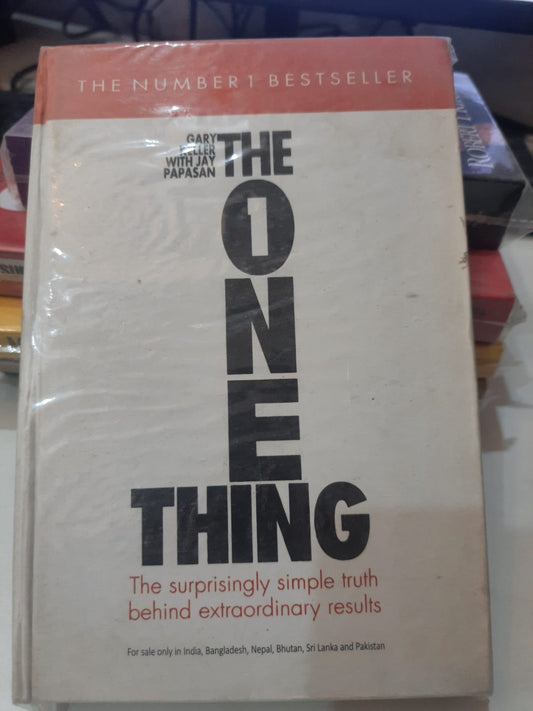 THE NUMBER 1 BESTSELLER
GARY
KELLER
WITH JAY
PAPASAN
THE
ONE
THING
The surprisingly simple truth
behind extraordinary results
For sale only in India, Bangladesh, Nepal, Bhutan, Sri Lanka and Pakistan